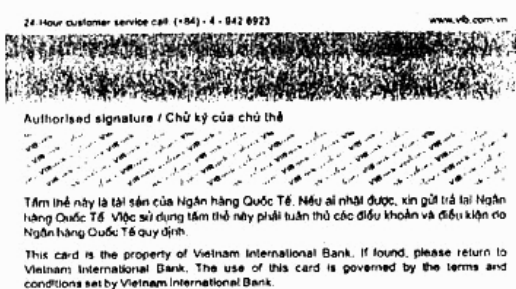 24 Hour customer service call (+84) - 4 - 942 6923
www.vib.com.vn
Authorised signature / Chữ ký của chủ thẻ
Tấm thẻ này là tài sản của Ngân hàng Quốc Tế. Nếu ai nhặt được, xin gửi trả lại Ngân
hàng Quốc Tế. Việc sử dụng tấm thẻ này phải tuân thủ các điều khoản và điều kiện do
Ngân hàng Quốc Tế quy định.
This card is the property of Vietnam International Bank. If found, please return to
Vietnam International Bank. The use of this card is governed by the terms and
conditions set by Vietnam International Bank.